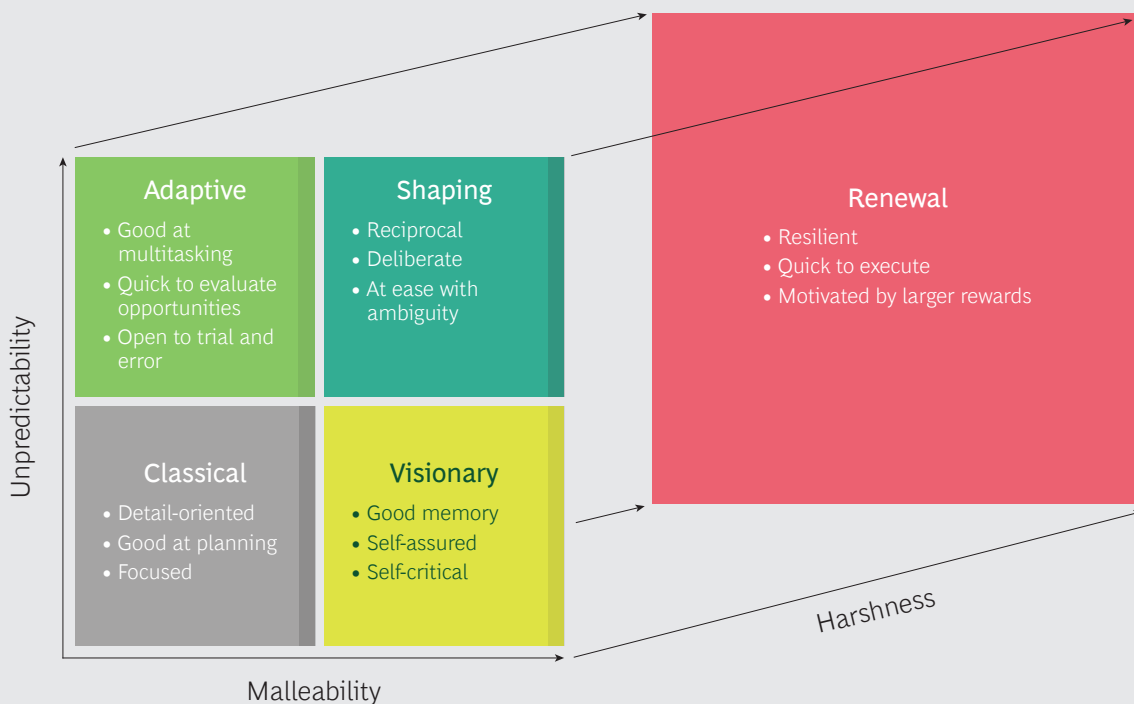 Unpredictability
Adaptive
• Good at
multitasking
• Quick to evaluate
opportunities
• Open to trial and
error
Shaping
• Reciprocal
• Deliberate
• At ease with
ambiguity
Renewal
• Resilient
• Quick to execute
• Motivated by larger rewards
Classical
• Detail-oriented
• Good at planning
• Focused
Visionary
• Good memory
• Self-assured
• Self-critical
Harshness
Malleability